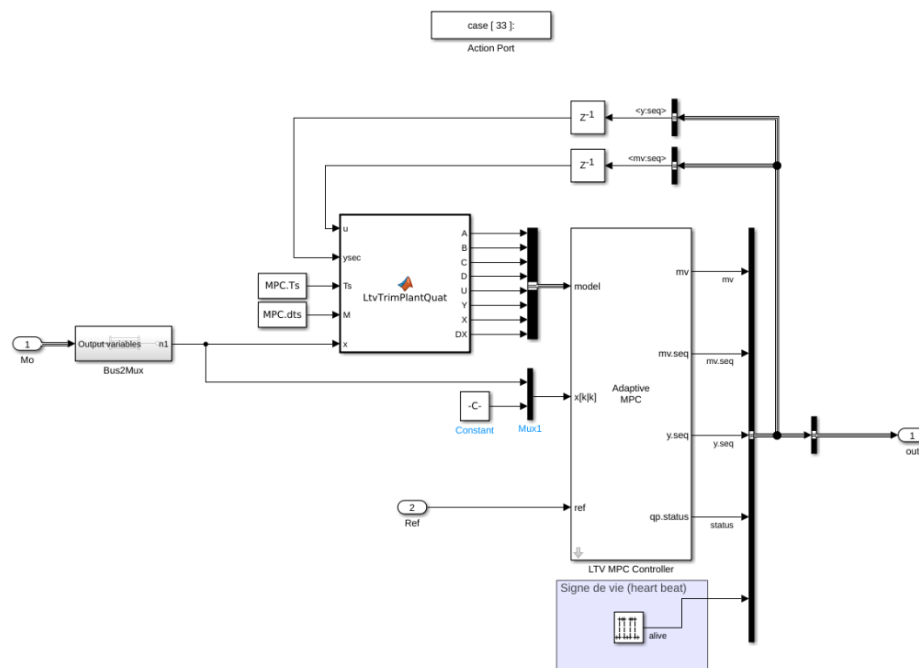 case [ 33 ]:
Action Port
<y.seq>
Z-1
<mv.seq>
Z-1
u
ysec
Ts
M
x
LtvTrimPlantQuat
A
B
C
D
U
Y
X
DX
MPC.Ts
MPC.dts
1
Mo
Output variables
n1
Bus2Mux
-C-
Constant
Mux1
model
x[k|k]
ref
Adaptive
MPC
mv
mv.seq
y.seq
qp.status
LTV MPC Controller
mv
mv.seq
y.seq
status
1
out
2
Ref
Signe de vie (heart beat)
alive